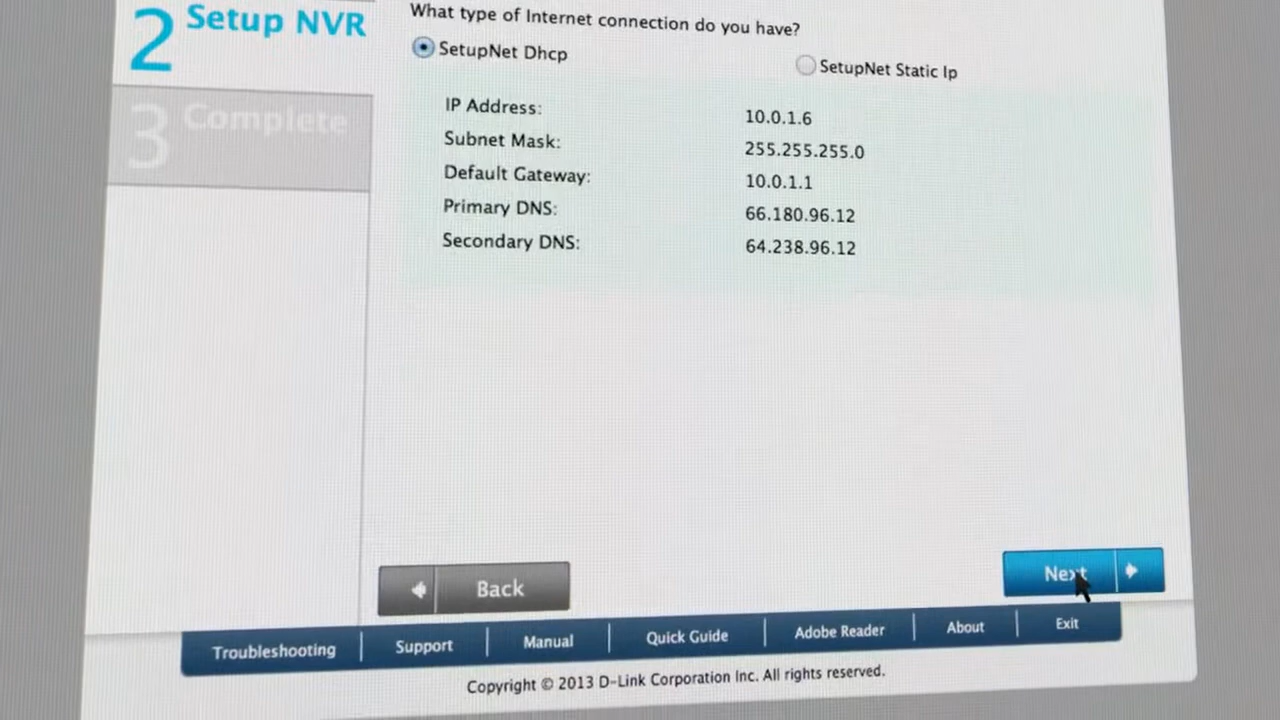 2 Setup NVR
3 Complete
What type of Internet connection do you have?
SetupNet Dhcp
SetupNet Static Ip
IP Address: 10.0.1.6
Subnet Mask: 255.255.255.0
Default Gateway: 10.0.1.1
Primary DNS: 66.180.96.12
Secondary DNS: 64.238.96.12
Back
Next
Troubleshooting Support Manual Quick Guide Adobe Reader About Exit
Copyright © 2013 D-Link Corporation Inc. All rights reserved.